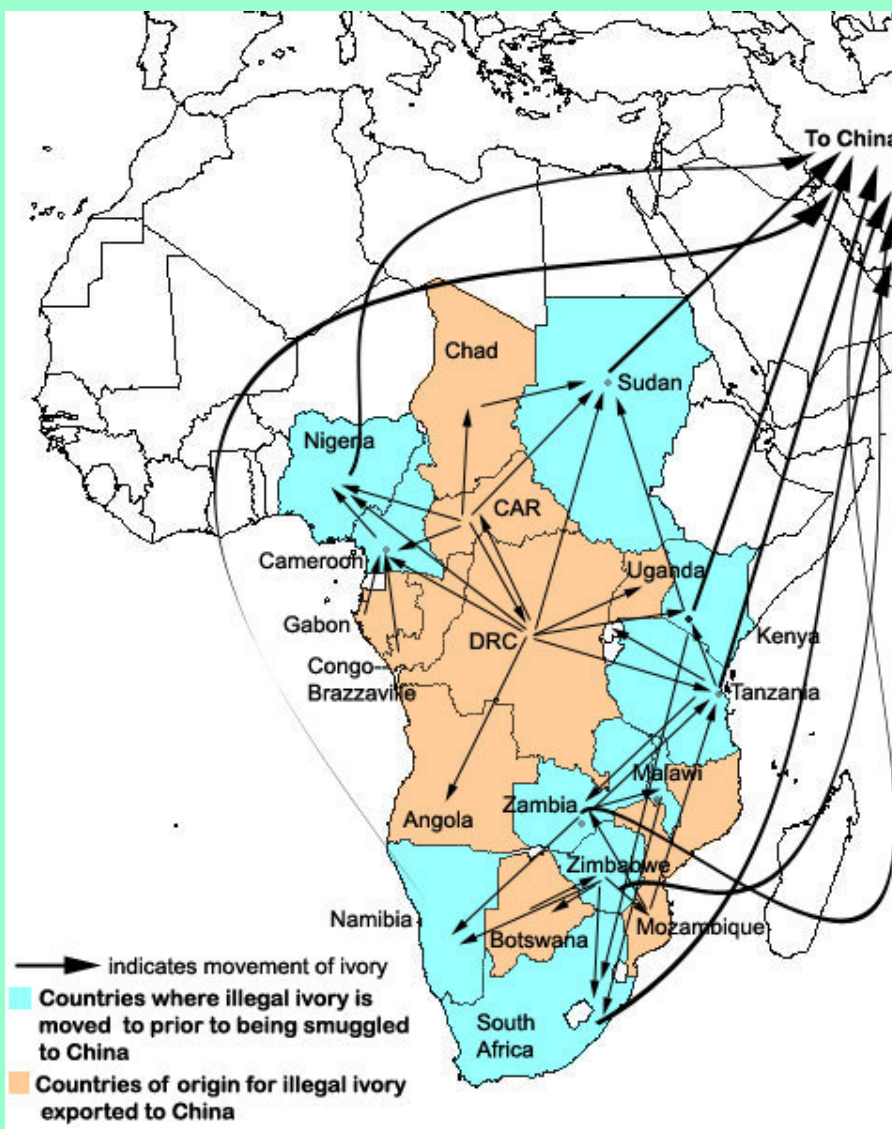 To China
Chad
Sudan
Nigeria
CAR
Cameroon
Uganda
Gabon
DRC
Kenya
Congo-
Brazzaville
Tanzania
Malawi
Angola
Zambia
Zimbabwe
Namibia
Mozambique
Botswana
indicates movement of ivory
Countries where illegal ivory is
moved to prior to being smuggled
to China
South
Africa
Countries of origin for illegal ivory
exported to China